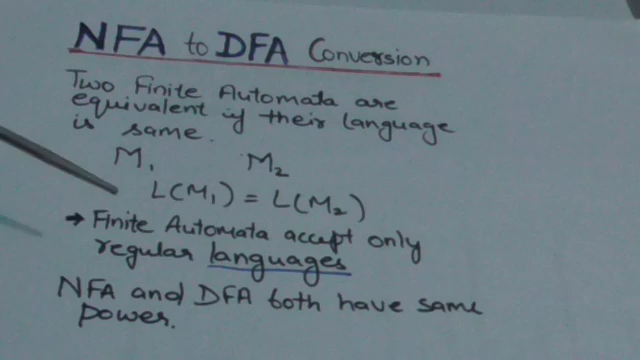 NFA to DFA Conversion
Two Finite Automata are
equivalent if their language
is same.
M₁ M₂
L(M₁) = L(M₂)
→ Finite Automata accept only
regular languages
NFA and DFA both have same
power.